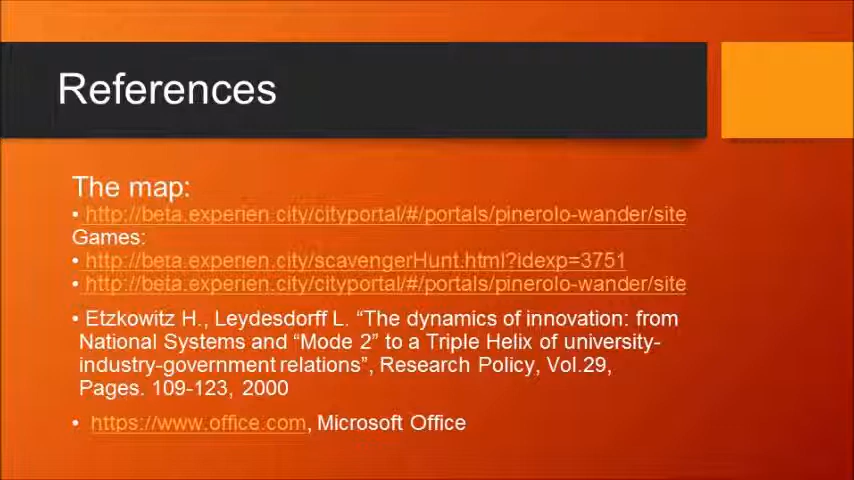 References
The map:
• http://beta.experien.city/cityportal/#/portals/pinerolo-wander/site
Games:
• http://beta.experien.city/scavengerHunt.html?idexp=3751
• http://beta.experien.city/cityportal/#/portals/pinerolo-wander/site
• Etzkowitz H., Leydesdorff L. “The dynamics of innovation: from
National Systems and “Mode 2” to a Triple Helix of university-
industry-government relations”, Research Policy, Vol.29,
Pages. 109-123, 2000
• https://www.office.com, Microsoft Office